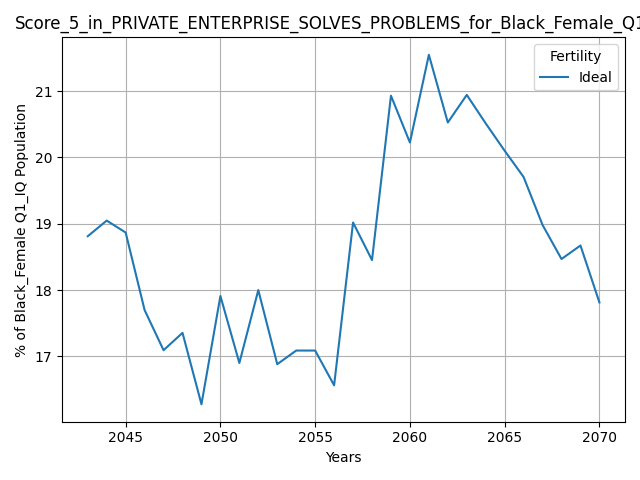 Score_5_in_PRIVATE_ENTERPRISE_SOLVES_PROBLEMS_for_Black_Female_Q1
Fertility
Ideal
% of Black_Female Q1_IQ Population
21
20
19
18
17
2045 2050 2055 2060 2065 2070
Years